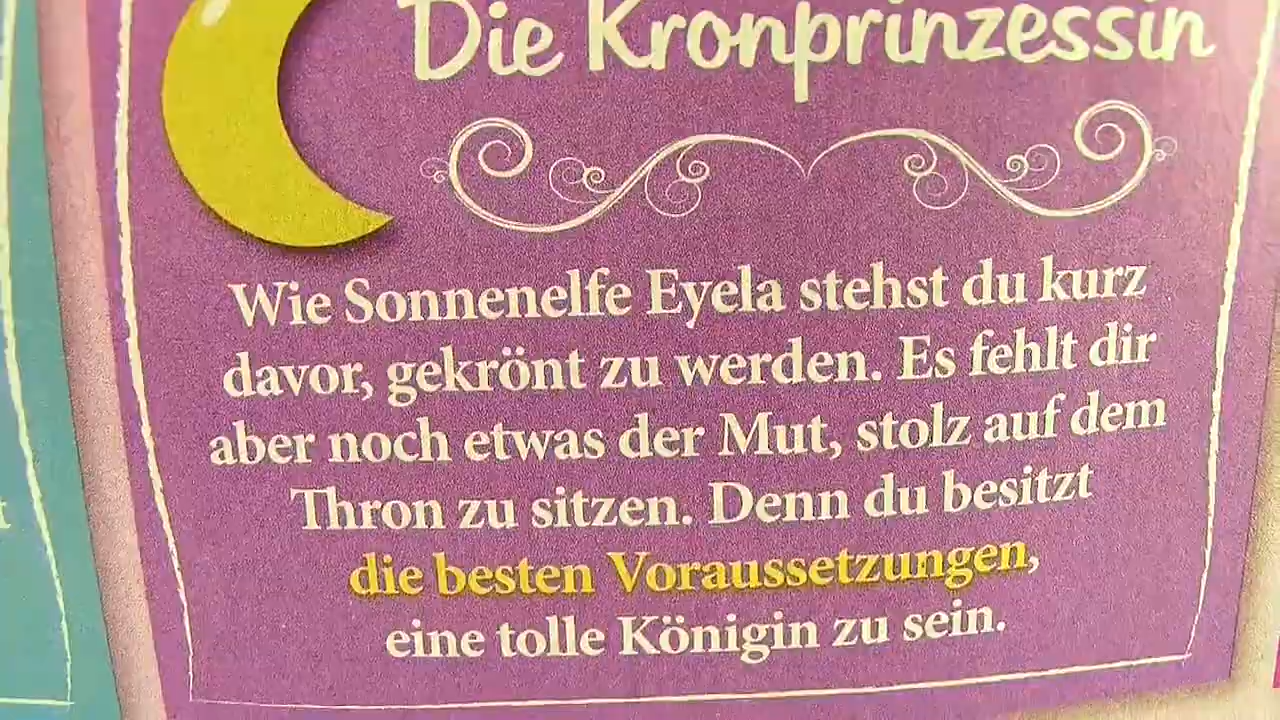 Die Kronprinzessin
Wie Sonnenelfe Eyela stehst du kurz
davor, gekrönt zu werden. Es fehlt dir
aber noch etwas der Mut, stolz auf dem
Thron zu sitzen. Denn du besitzt
die besten Voraussetzungen,
eine tolle Königin zu sein.